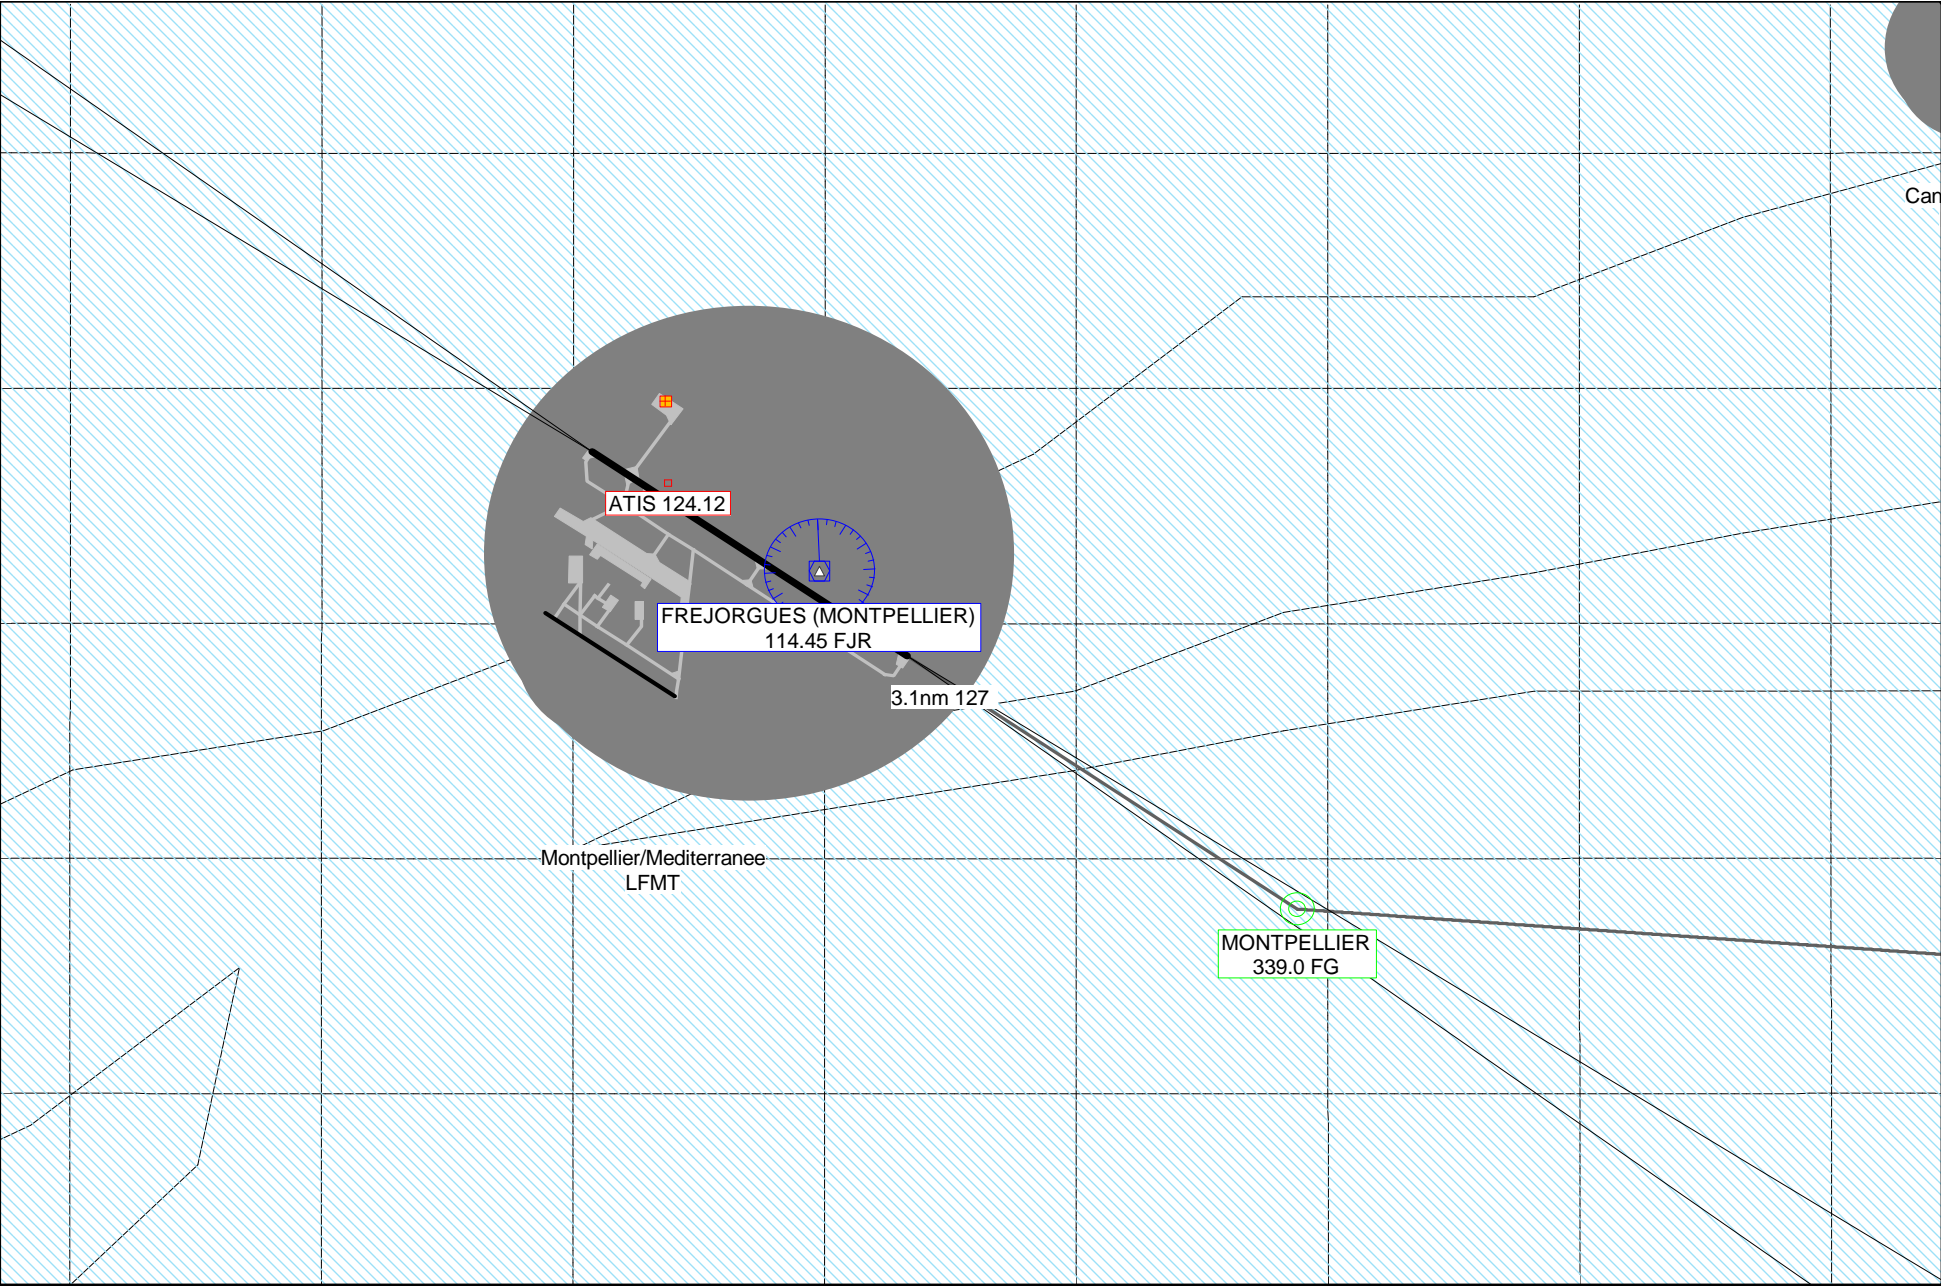 Can
ATIS 124.12
FREJORGUES (MONTPELLIER)
114.45 FJR
3.1nm 127
Montpellier/Mediterranee
LFMT
MONTPELLIER
339.0 FG